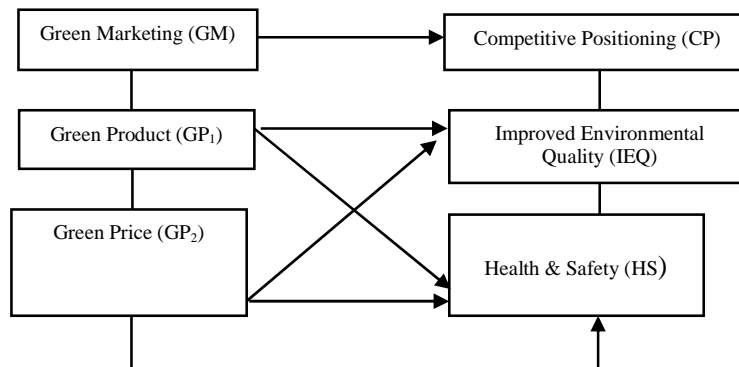 Green Marketing (GM)
Competitive Positioning (CP)
Green Product (GP₁)
Improved Environmental
Quality (IEQ)
Green Price (GP₂)
Health & Safety (HS)